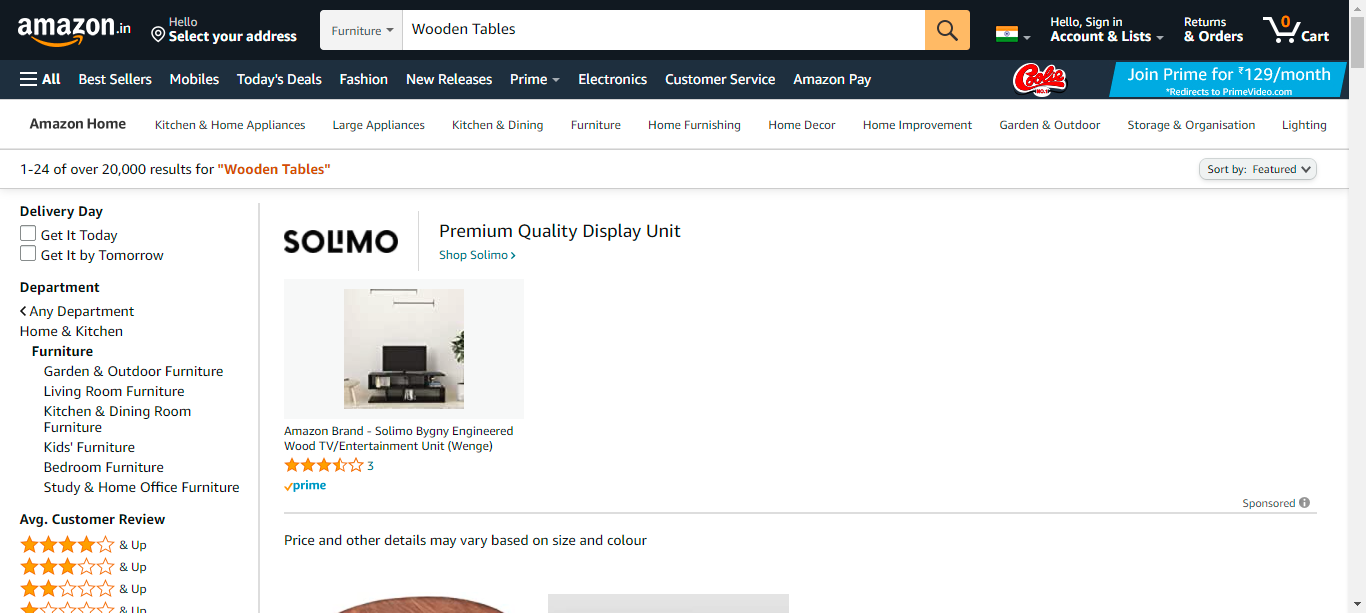 amazon.in
Hello
Select your address
Furniture
Wooden Tables
Hello, Sign in
Account & Lists
Returns
& Orders
0
Cart
All
Best Sellers
Mobiles
Today's Deals
Fashion
New Releases
Prime
Electronics
Customer Service
Amazon Pay
Coolie
NO.1
Join Prime for ₹129/month
*Redirects to PrimeVideo.com
Amazon Home
Kitchen & Home Appliances
Large Appliances
Kitchen & Dining
Furniture
Home Furnishing
Home Decor
Home Improvement
Garden & Outdoor
Storage & Organisation
Lighting
1-24 of over 20,000 results for "Wooden Tables"
Sort by: Featured
Delivery Day
Get It Today
Get It by Tomorrow
Department
Any Department
Home & Kitchen
Furniture
Garden & Outdoor Furniture
Living Room Furniture
Kitchen & Dining Room
Furniture
Kids' Furniture
Bedroom Furniture
Study & Home Office Furniture
Avg. Customer Review
& Up
& Up
& Up
& Up
SOLIMO
Premium Quality Display Unit
Shop Solimo ›
Amazon Brand - Solimo Bygny Engineered
Wood TV/Entertainment Unit (Wenge)
3
prime
Sponsored
Price and other details may vary based on size and colour